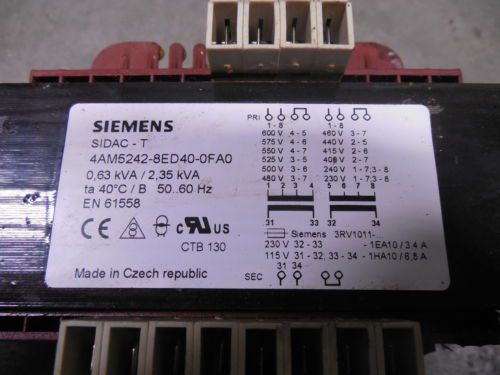 SIEMENS
SIDAC - T
4AM5242-8ED40-0FA0
0,63 kVA / 2,35 kVA
ta 40°C / B 50..60 Hz
EN 61558
CE c RU US
CTB 130
Made in Czech republic
PRI
1 - 8 1 - 8
600 V 4 - 5 460 V 3 - 7
575 V 4 - 6 440 V 2 - 5
550 V 4 - 7 415 V 2 - 6
525 V 3 - 5 400 V 2 - 7
500 V 3 - 6 240 V 1 - 7;3 - 8
480 V 3 - 7 230 V 1 - 7;3 - 8
1 2 3 4 5 6 7 8
31 33 32 34
Siemens 3RV1011-...
230 V 32 - 33 - 1EA10 / 3,4 A
115 V 31 - 32; 33 - 34 - 1HA10 / 6,8 A
31 34
SEC